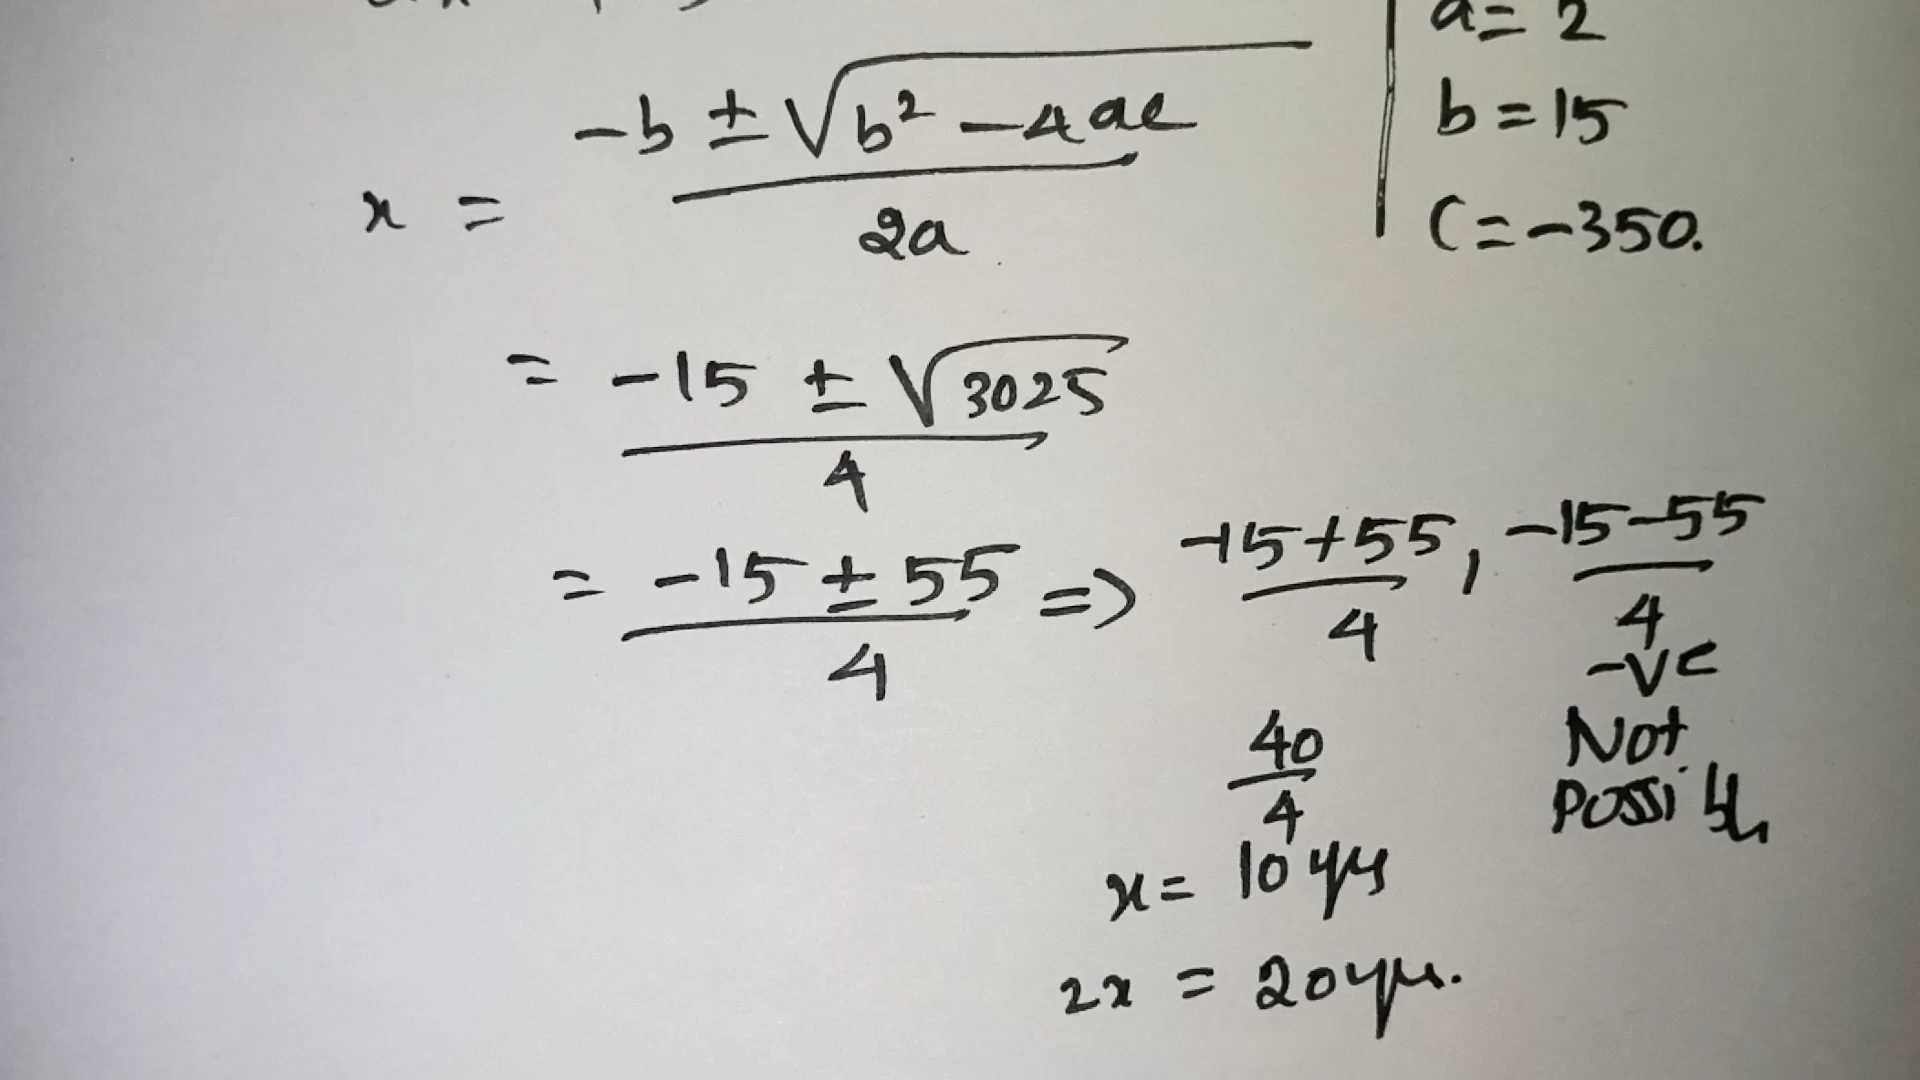 a = 2
x = -b ± √b² - 4ac / 2a
b = 15
C = -350.
= -15 ± √3025 / 4
= -15 ± 55 / 4 => -15+55 / 4 , -15-55 / 4
-ve
Not
Possible
40 / 4
x = 10 yrs
2x = 20 yrs.